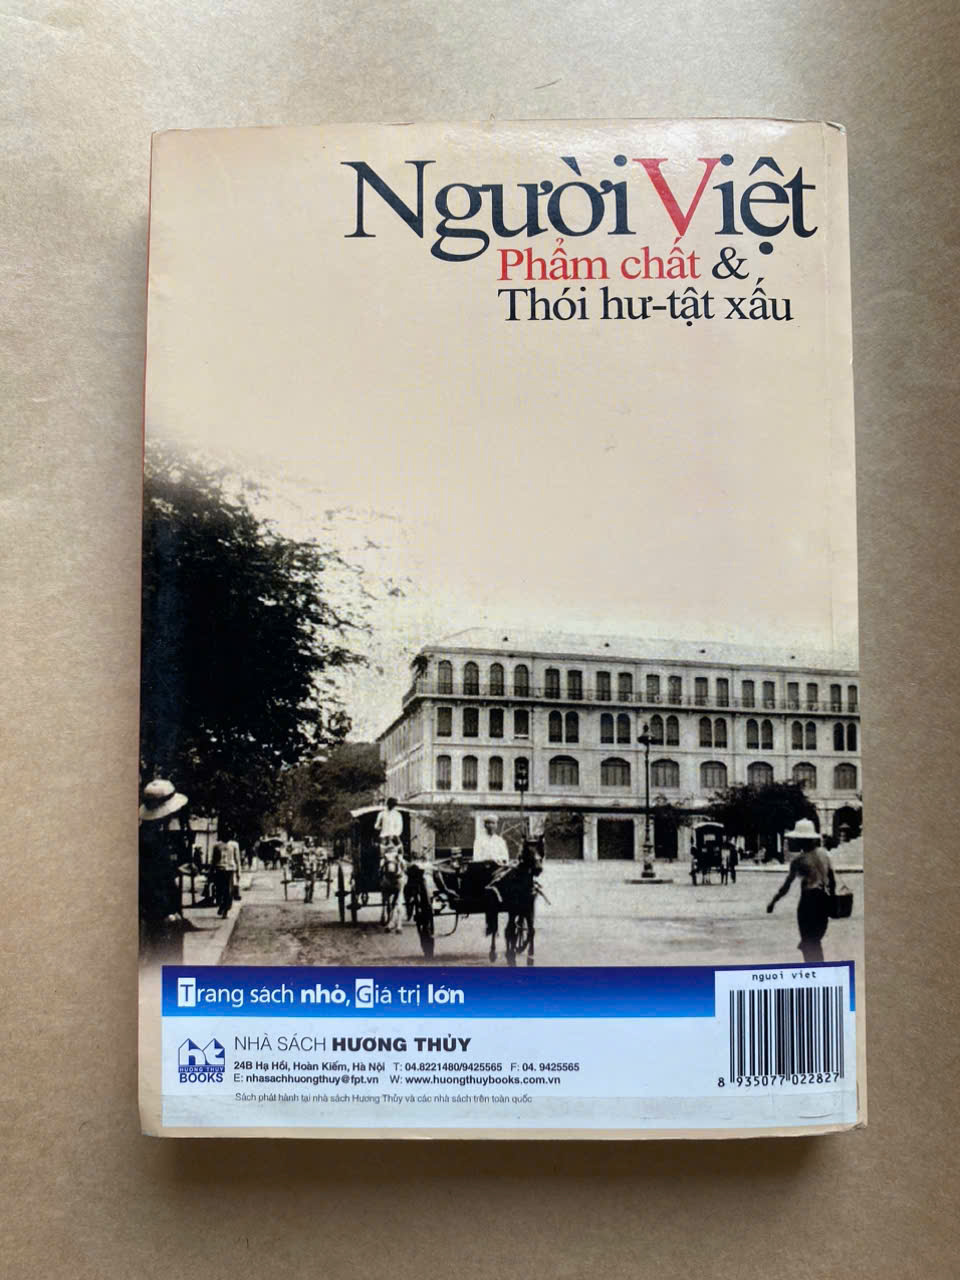 Người Việt
Phẩm chất &
Thói hư-tật xấu
Trang sách nhỏ, Giá trị lớn
nguoi viet
8 935077 022827
ht
HUONG THUY
BOOKS
NHÀ SÁCH HƯƠNG THỦY
24B Hạ Hồi, Hoàn Kiếm, Hà Nội T: 04.8221480/9425565 F: 04. 9425565
E: nhasachhuongthuy@fpt.vn W: www.huongthuybooks.com.vn
Sách phát hành tại nhà sách Hương Thủy và các nhà sách trên toàn quốc